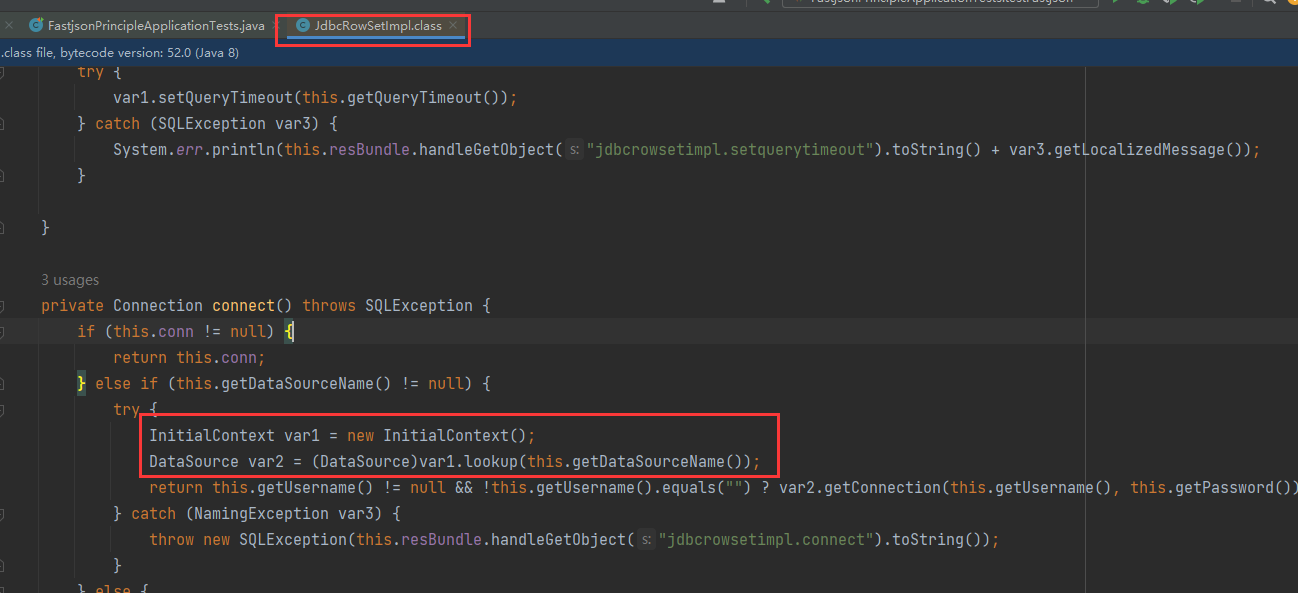 FastjsonPrincipleApplicationTests.java JdbcRowSetImpl.class
.class file, bytecode version: 52.0 (Java 8)
try {
var1.setQueryTimeout(this.getQueryTimeout());
} catch (SQLException var3) {
System.err.println(this.resBundle.handleGetObject( s: "jdbcrowsetimpl.setquerytimeout").toString() + var3.getLocalizedMessage());
}
}
3 usages
private Connection connect() throws SQLException {
if (this.conn != null) {
return this.conn;
} else if (this.getDataSourceName() != null) {
try {
InitialContext var1 = new InitialContext();
DataSource var2 = (DataSource)var1.lookup(this.getDataSourceName());
return this.getUsername() != null && !this.getUsername().equals("") ? var2.getConnection(this.getUsername(), this.getPassword())
} catch (NamingException var3) {
throw new SQLException(this.resBundle.handleGetObject( s: "jdbcrowsetimpl.connect").toString());
}
} else {